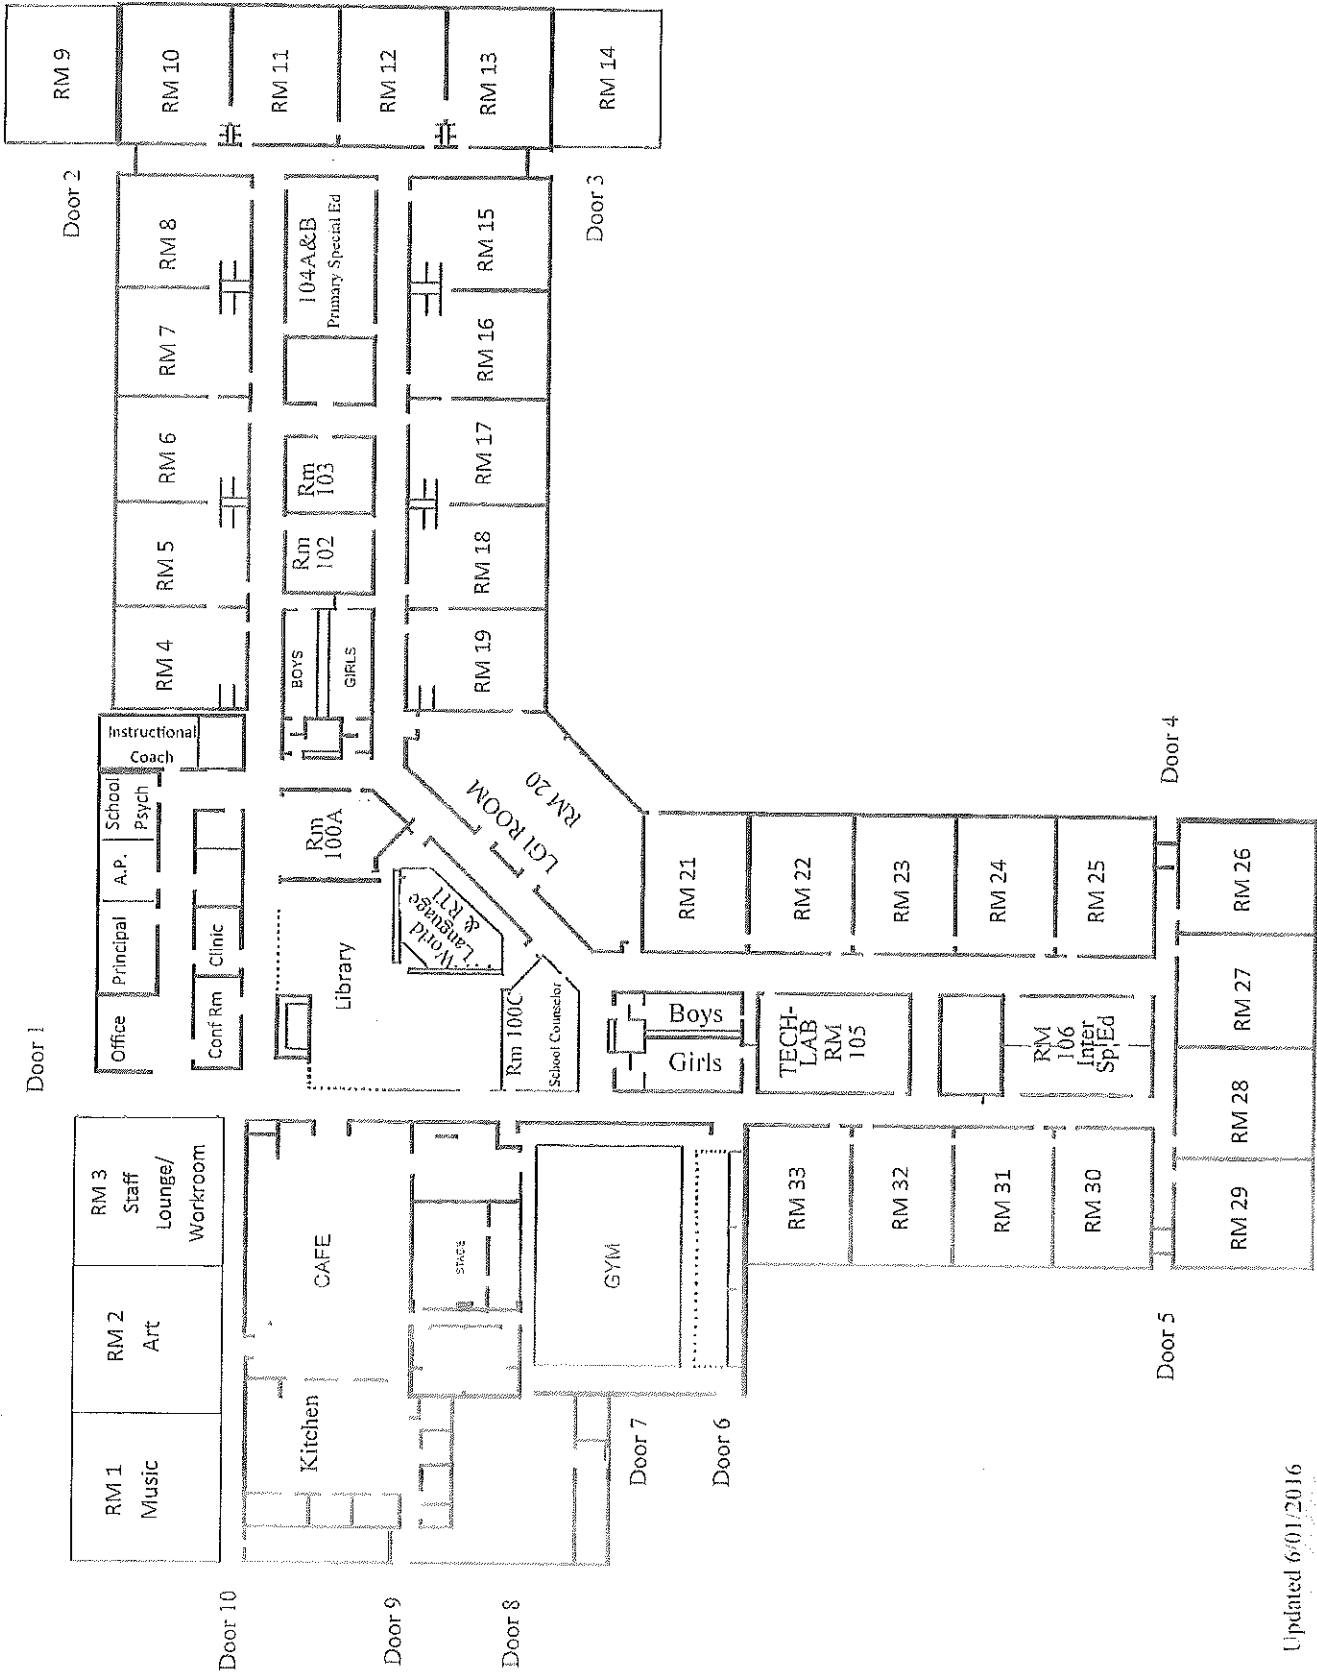 RM 9
RM 10
RM 11
RM 12
RM 13
RM 14
Door 2
Door 3
RM 8
RM 7
RM 6
RM 5
RM 4
104A&B
Primary Special Ed
Rm
103
Rm
102
BOYS
GIRLS
RM 15
RM 16
RM 17
RM 18
RM 19
Instructional
Coach
School
Psych
A.P.
Principal
Office
Clinic
Conf Rm
Door 1
Rm
100A
Library
World
Language
& RTI
Rm 100C
School Counselor
LGI ROOM
RM 20
Boys
Girls
TECH-
LAB
RM
105
RM
106
Inter
Sp Ed
RM 21
RM 22
RM 23
RM 24
RM 25
Door 4
RM 26
RM 27
RM 28
RM 29
RM 33
RM 32
RM 31
RM 30
Door 5
RM 3
Staff
Lounge/
Workroom
RM 2
Art
RM 1
Music
CAFE
STAGE
GYM
Kitchen
Door 7
Door 6
Door 10
Door 9
Door 8
Updated 6/01/2016